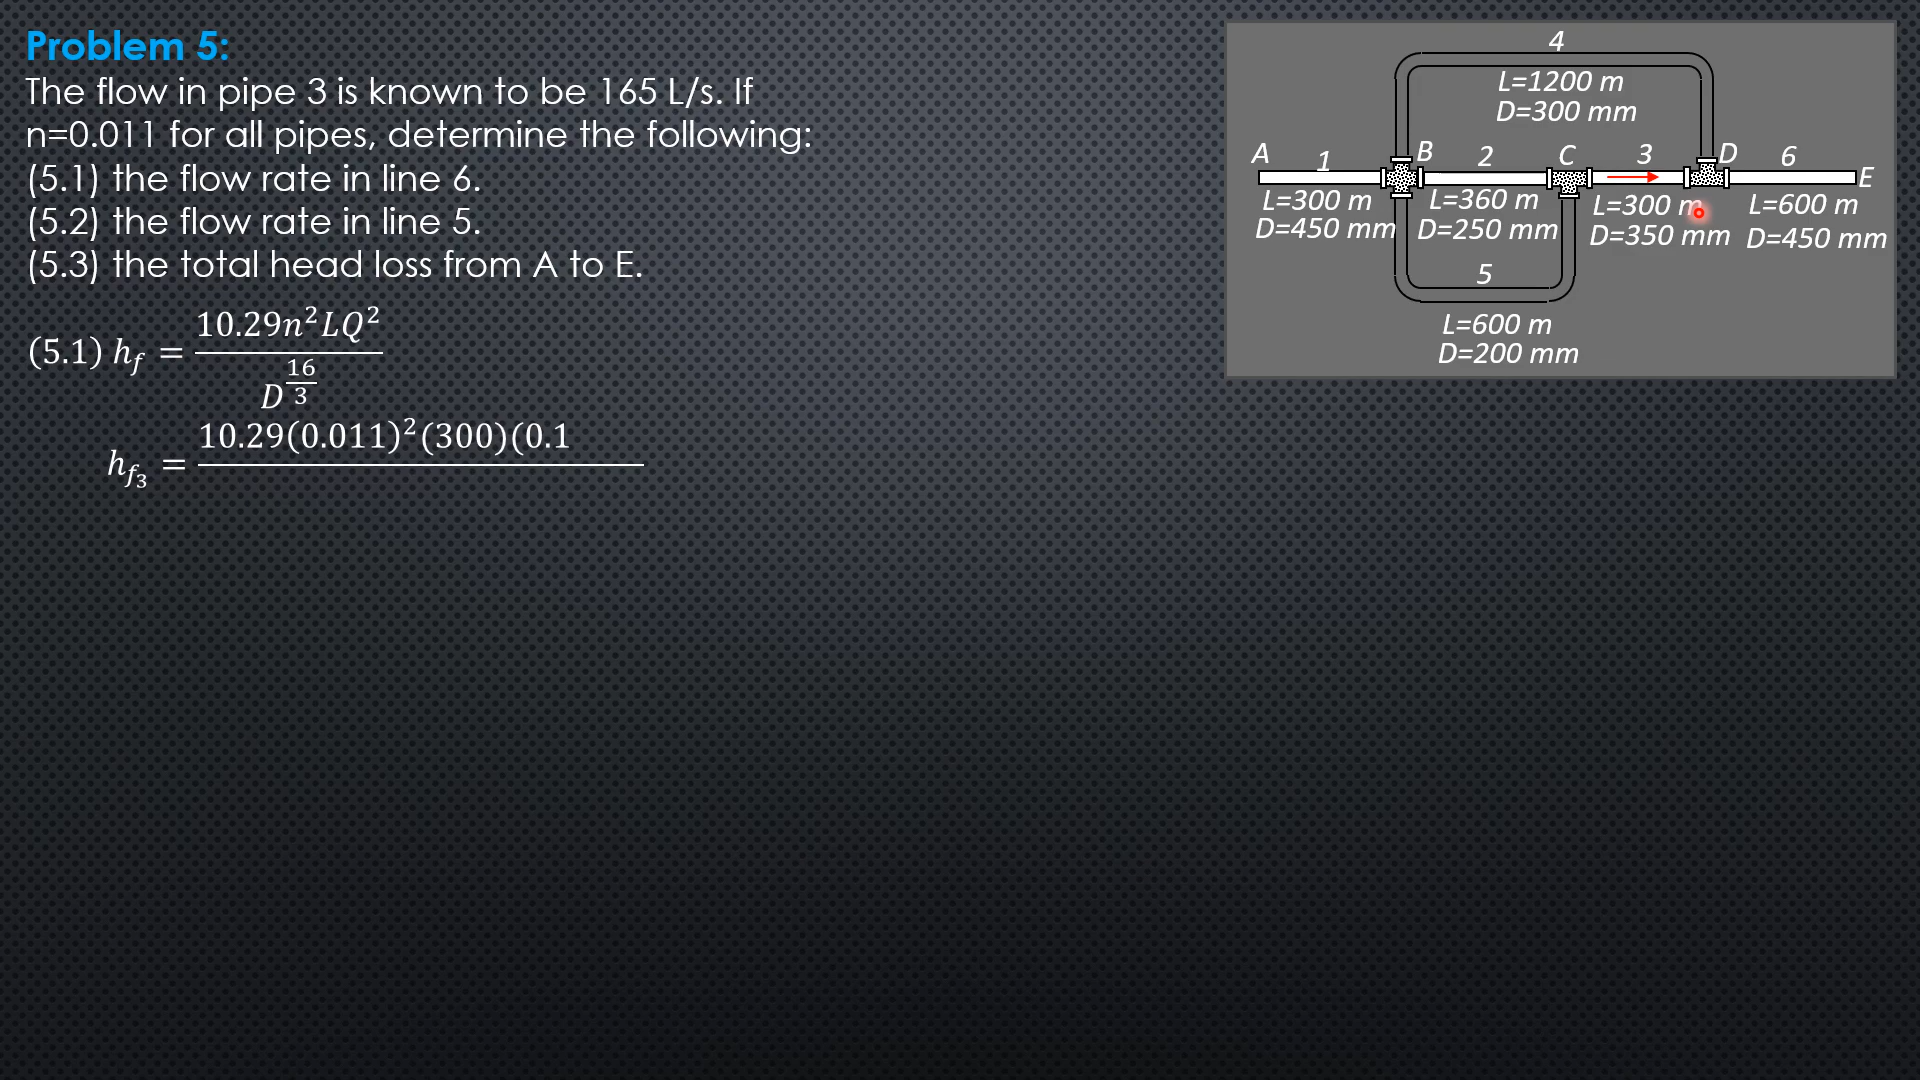 Problem 5:
The flow in pipe 3 is known to be 165 L/s. If
n=0.011 for all pipes, determine the following:
(5.1) the flow rate in line 6.
(5.2) the flow rate in line 5.
(5.3) the total head loss from A to E.
(5.1) h_f = 10.29n²LQ² / D^(16/3)
h_f₃ = 10.29(0.011)²(300)(0.1
4
L=1200 m
D=300 mm
A 1 B 2 C 3 D 6
E
L=300 m L=360 m L=300 m L=600 m
D=450 mm D=250 mm D=350 mm D=450 mm
5
L=600 m
D=200 mm